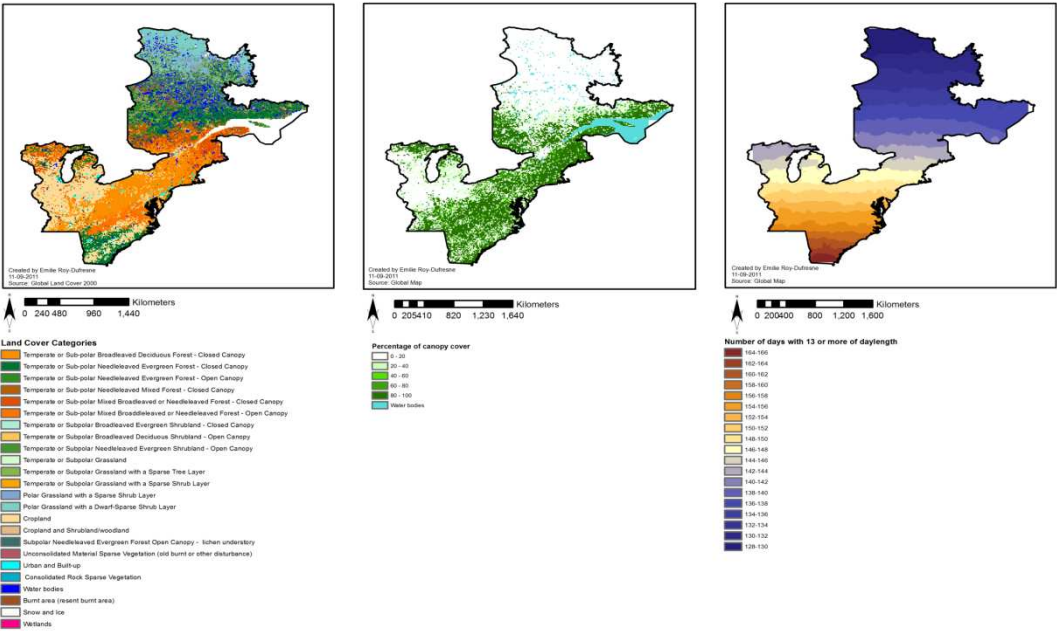 Created by Emilie Roy-Dufresne
11-09-2011
Source: Global Land Cover 2000
N
Kilometers
0 240 480 960 1,440
Land Cover Categories
Temperate or Sub-polar Broadleaved Deciduous Forest - Closed Canopy
Temperate or Sub-polar Needleleaved Evergreen Forest - Closed Canopy
Temperate or Subpolar Needleleaved Evergreen Forest - Open Canopy
Temperate or Subpolar Needleleaved Mixed Forest - Closed Canopy
Temperate or Sub-polar Mixed Broadleaved or Needleleaved Forest - Closed Canopy
Temperate or Sub-polar Mixed Broaddleleaved or Needleleaved Forest - Open Canopy
Temperate or Subpolar Broadleaved Evergreen Shrubland - Closed Canopy
Temperate or Subpolar Broadleaved Deciduous Shrubland - Open Canopy
Temperate or Subpolar Needleleaved Evergreen Shrubland - Open Canopy
Temperate or Subpolar Grassland
Temperate or Subpolar Grassland with a Sparse Tree Layer
Temperate or Subpolar Grassland with a Sparse Shrub Layer
Polar Grassland with a Sparse Shrub Layer
Polar Grassland with a Dwarf-Sparse Shrub Layer
Cropland
Cropland and Shrubland/woodland
Subpolar Needleleaved Evergreen Forest Open Canopy - lichen understory
Unconsolidated Material Sparse Vegetation (old burnt or other disturbance)
Urban and Built-up
Consolidated Rock Sparse Vegetation
Water bodies
Burnt area (resent burnt area)
Snow and Ice
Wetlands
Created by Emilie Roy-Dufresne
11-09-2011
Source: Global Map
N
Kilometers
0 205410 820 1,230 1,640
Percentage of canopy cover
0 - 20
20 - 40
40 - 60
60 - 80
80 - 100
Water bodies
Created by Emilie Roy-Dufresne
11-09-2011
Source: Global Map
N
Kilometers
0 200400 800 1,200 1,600
Number of days with 13 or more of daylength
164-166
162-164
160-162
158-160
156-158
154-156
152-154
150-152
148-150
146-148
144-146
142-144
140-142
138-140
136-138
134-136
132-134
130-132
128-130